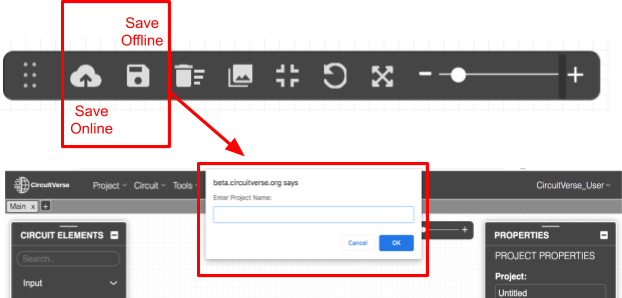 Save
Offline
Save
Online
CircuitVerse
Project
Circuit
Tools
beta.circuitverse.org says
Enter Project Name:
Cancel
OK
CircuitVerse_User
Main x +
CIRCUIT ELEMENTS
Search..
Input
PROPERTIES
PROJECT PROPERTIES
Project:
Untitled